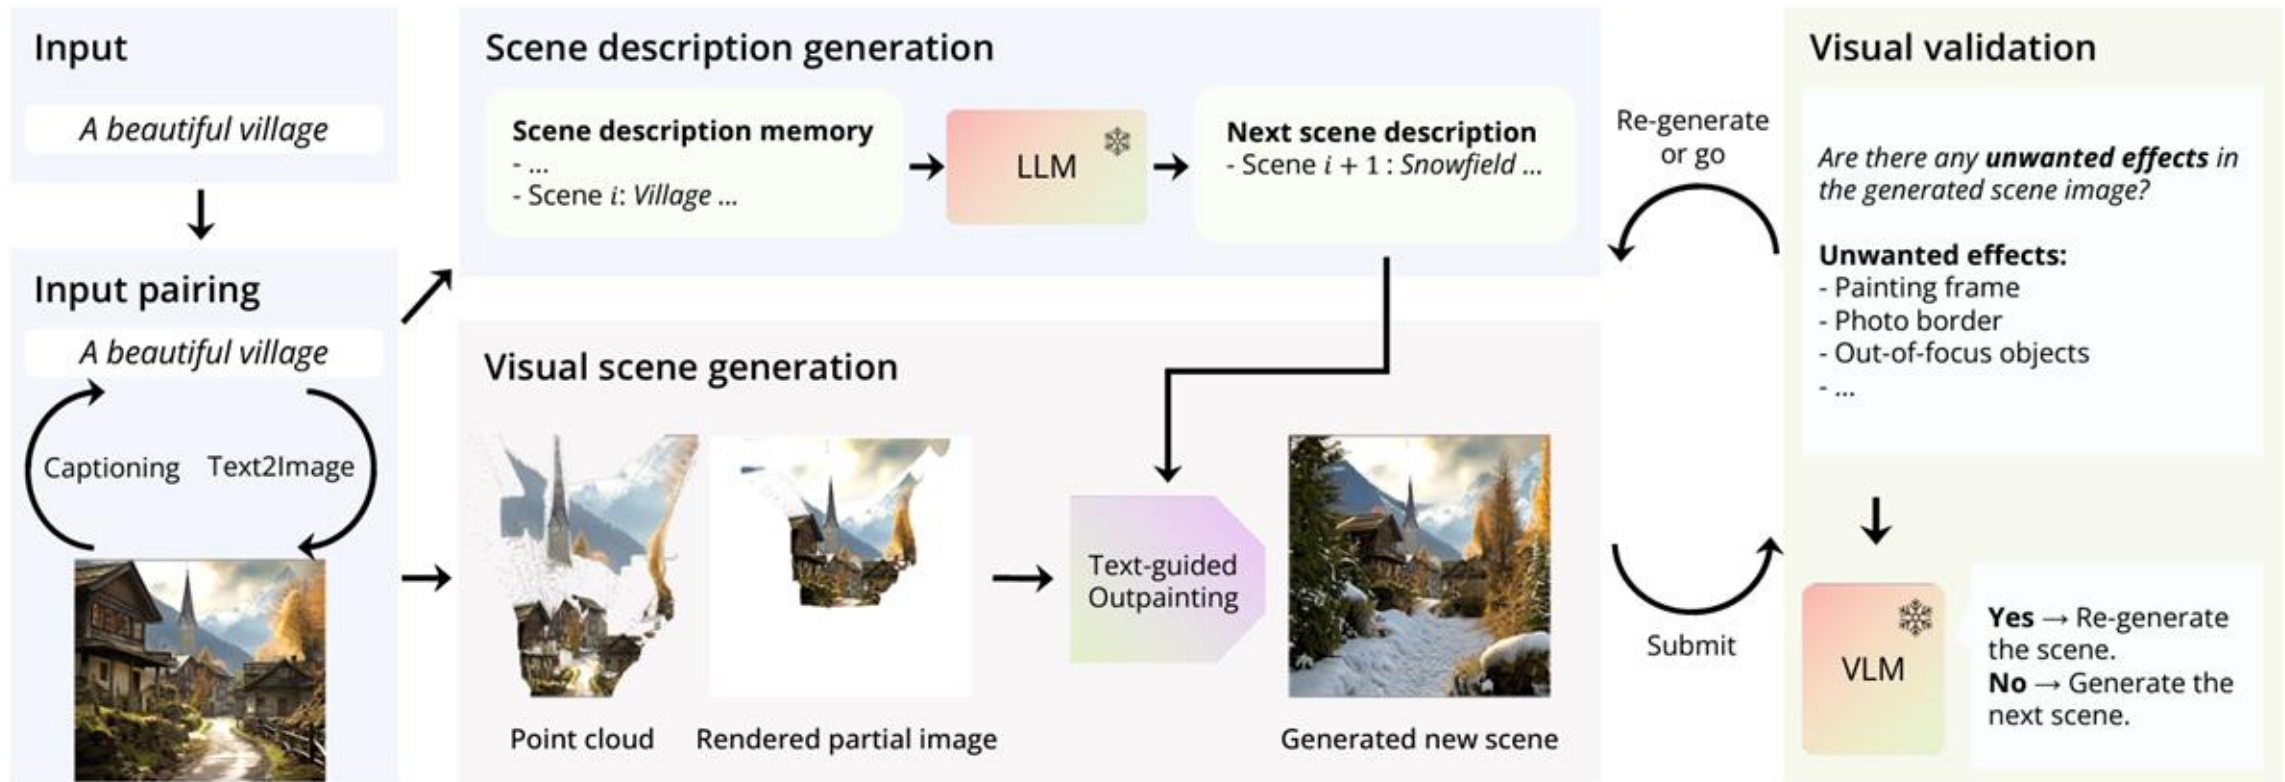 Input
A beautiful village
Input pairing
A beautiful village
Captioning
Text2Image
Scene description generation
Scene description memory
- ...
- Scene i: Village ...
LLM
Next scene description
- Scene i + 1 : Snowfield ...
Visual scene generation
Point cloud
Rendered partial image
Text-guided
Outpainting
Generated new scene
Re-generate
or go
Submit
Visual validation
Are there any unwanted effects in
the generated scene image?
Unwanted effects:
- Painting frame
- Photo border
- Out-of-focus objects
- ...
VLM
Yes → Re-generate
the scene.
No → Generate the
next scene.